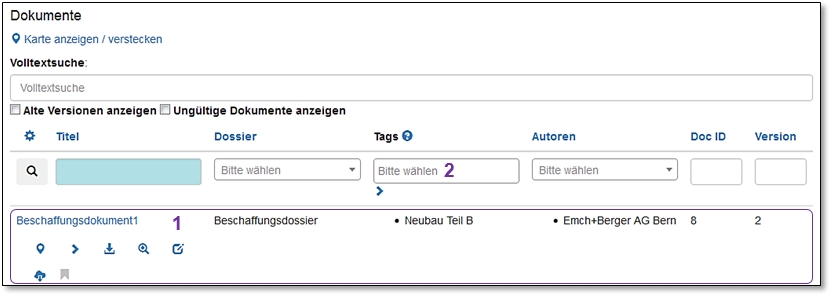 Dokumente
Karte anzeigen / verstecken
Volltextsuche:
Volltextsuche
Alte Versionen anzeigen Ungültige Dokumente anzeigen
Titel Dossier Tags Autoren Doc ID Version
Bitte wählen Bitte wählen 2 Bitte wählen
Beschaffungsdokument1 1 Beschaffungsdossier • Neubau Teil B • Emch+Berger AG Bern 8 2